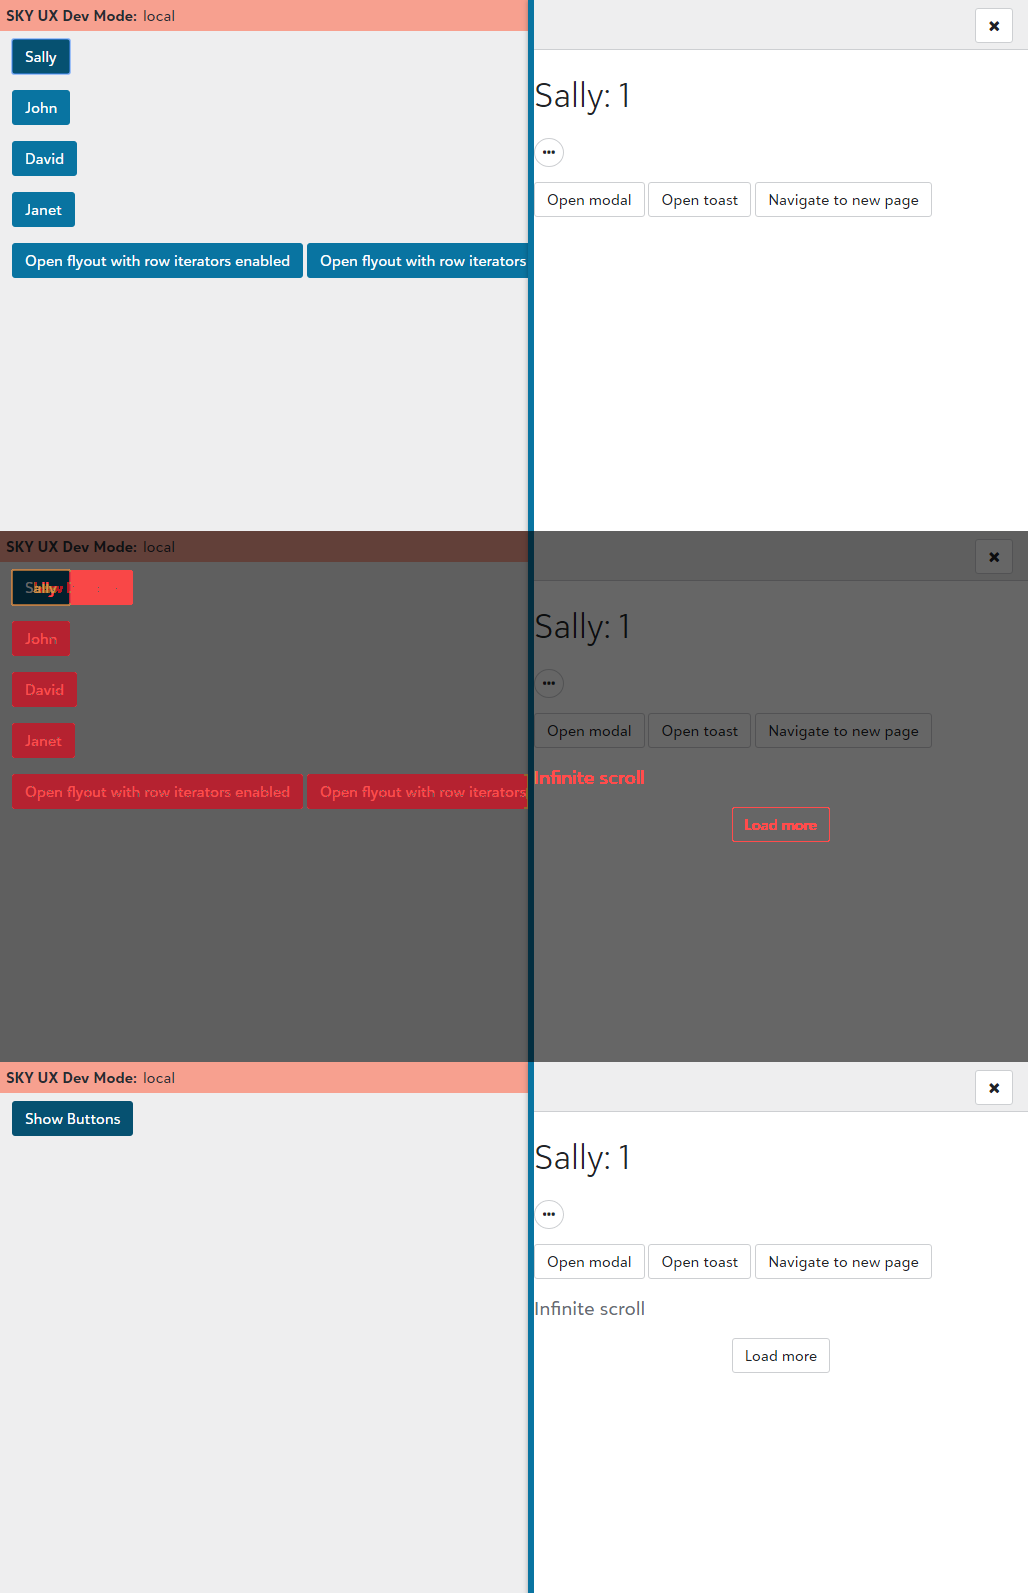 SKY UX Dev Mode: local
Sally
Sally: 1
John
David
Open modal Open toast Navigate to new page
Janet
Open flyout with row iterators enabled Open flyout with row iterators
SKY UX Dev Mode: local
Sally: 1
John
David
Open modal Open toast Navigate to new page
Janet
Infinite scroll
Open flyout with row iterators enabled Open flyout with row iterators
Load more
SKY UX Dev Mode: local
Show Buttons
Sally: 1
Open modal Open toast Navigate to new page
Infinite scroll
Load more